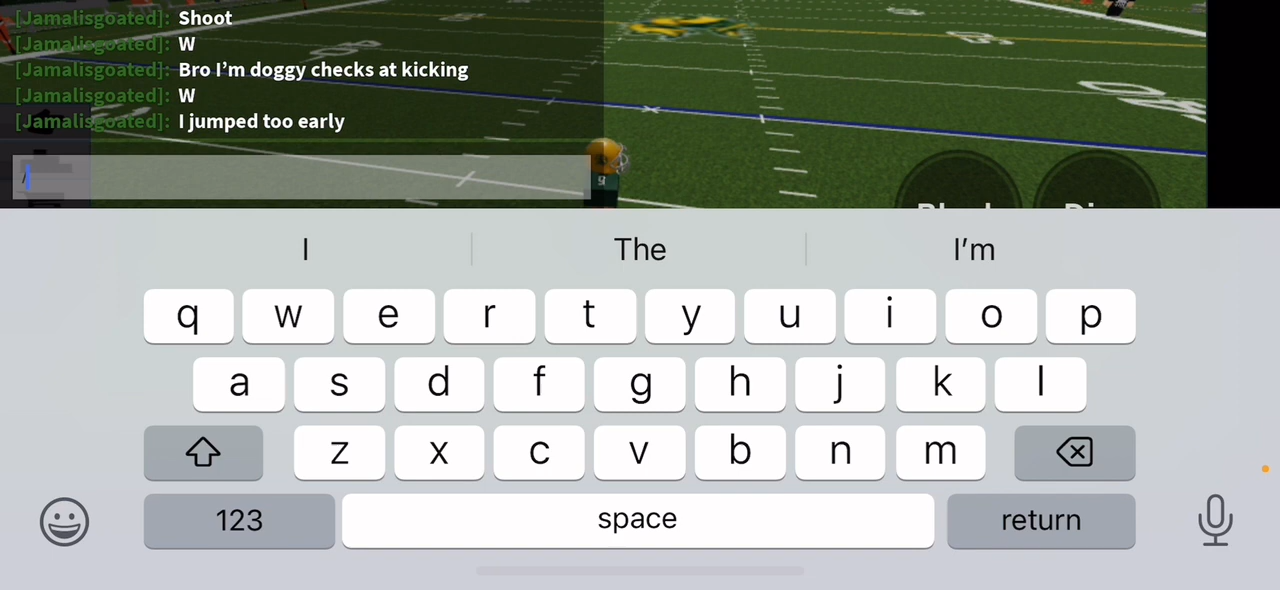 [Jamalisgoated]: Shoot
[Jamalisgoated]: W
[Jamalisgoated]: Bro I’m doggy checks at kicking
[Jamalisgoated]: W
[Jamalisgoated]: I jumped too early
/
I The I’m
q w e r t y u i o p
a s d f g h j k l
z x c v b n m
123 space return